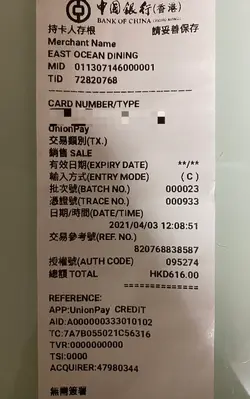 中國銀行(香港)
BANK OF CHINA (HONG KONG)
持卡人存根 請妥善保存
Merchant Name
EAST OCEAN DINING
MID 011307146000001
TID 72820768
CARD NUMBER/TYPE
UnionPay
交易類別(TX.)
銷售 SALE
有效日期(EXPIRY DATE) **/**
輸入方式(ENTRY MODE) ( C )
批次號(BATCH NO.) 000023
憑證號(TRACE NO.) 000933
日期/時間(DATE/TIME)
2021/04/03 12:08:51
交易參考號(REF. NO.)
820768838587
授權號(AUTH CODE) 095274
總額 TOTAL HKD616.00
REFERENCE:
APP:UnionPay CREDIT
AID:A000000333010102
TC:7A7B055021C56316
TVR:0000000000
TSI:0000
ACQUIRER:47980344
無需簽署